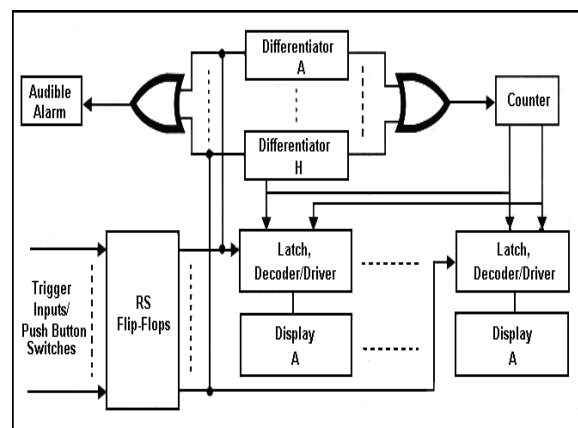 Differentiator
A
Audible
Alarm
Counter
Differentiator
H
Trigger
Inputs/
Push Button
Switches
RS
Flip-Flops
Latch,
Decoder/Driver
Latch,
Decoder/Driver
Display
A
Display
A